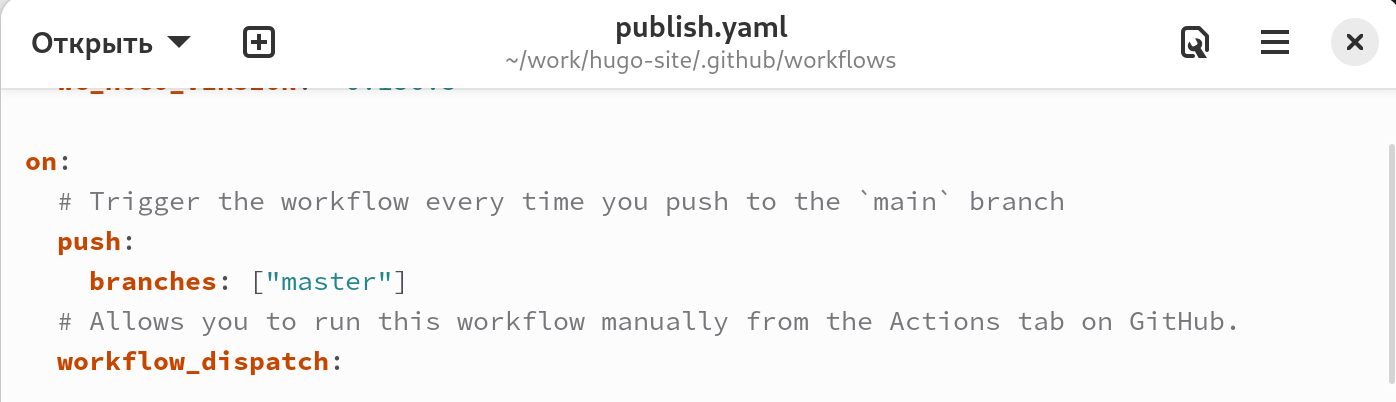 Открыть
publish.yaml
~/work/hugo-site/.github/workflows
on:
# Trigger the workflow every time you push to the `main` branch
push:
branches: ["master"]
# Allows you to run this workflow manually from the Actions tab on GitHub.
workflow_dispatch: